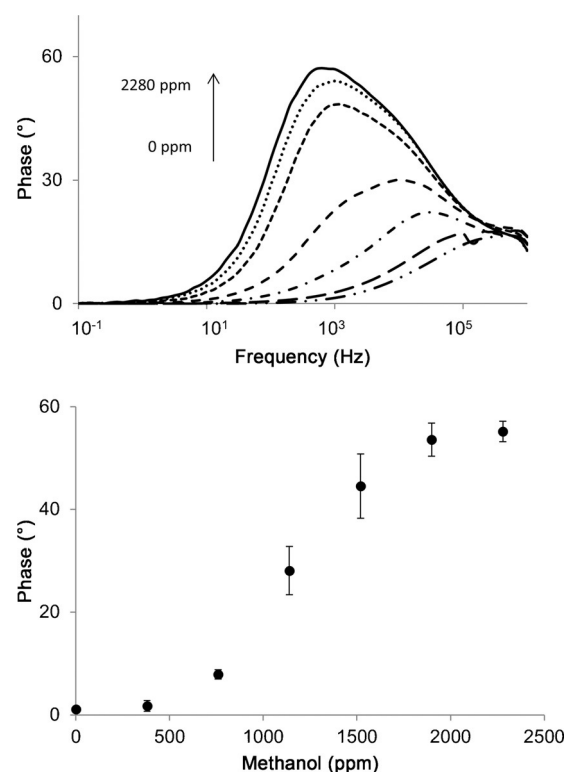 60
2280 ppm
0 ppm
30
0
Phase (°)
10-1 101 103 105
Frequency (Hz)
60
40
20
0
Phase (°)
0 500 1000 1500 2000 2500
Methanol (ppm)